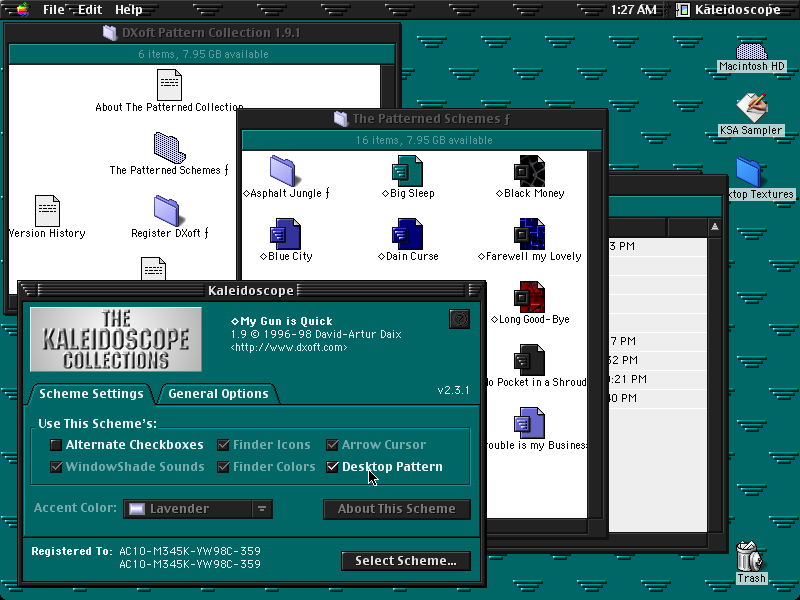 File Edit Help 1:27 AM Kaleidoscope
DXoft Pattern Collection 1.9.1
6 items, 7.95 GB available
About The Patterned Collection
The Patterned Schemes ƒ
Version History
Register DXoft ƒ
The Patterned Schemes ƒ
16 items, 7.95 GB available
◇Asphalt Jungle ƒ
◇Big Sleep
◇Black Money
◇Blue City
◇Dain Curse
◇Farewell my Lovely
◇Long Good-Bye
No Pocket in a Shroud
rouble is my Business
3 PM
7 PM
32 PM
0:21 PM
40 PM
Macintosh HD
KSA Sampler
ktop Textures
Trash
Kaleidoscope
THE
KALEIDOSCOPE
COLLECTIONS
◇My Gun is Quick
1.9 © 1996-98 David-Artur Daix
<http://www.dxoft.com>
?
v2.3.1
Scheme Settings General Options
Use This Scheme's:
Alternate Checkboxes Finder Icons Arrow Cursor
WindowShade Sounds Finder Colors Desktop Pattern
Accent Color: Lavender About This Scheme
Registered To: AC10-M345K-YW98C-359
AC10-M345K-YW98C-359
Select Scheme...